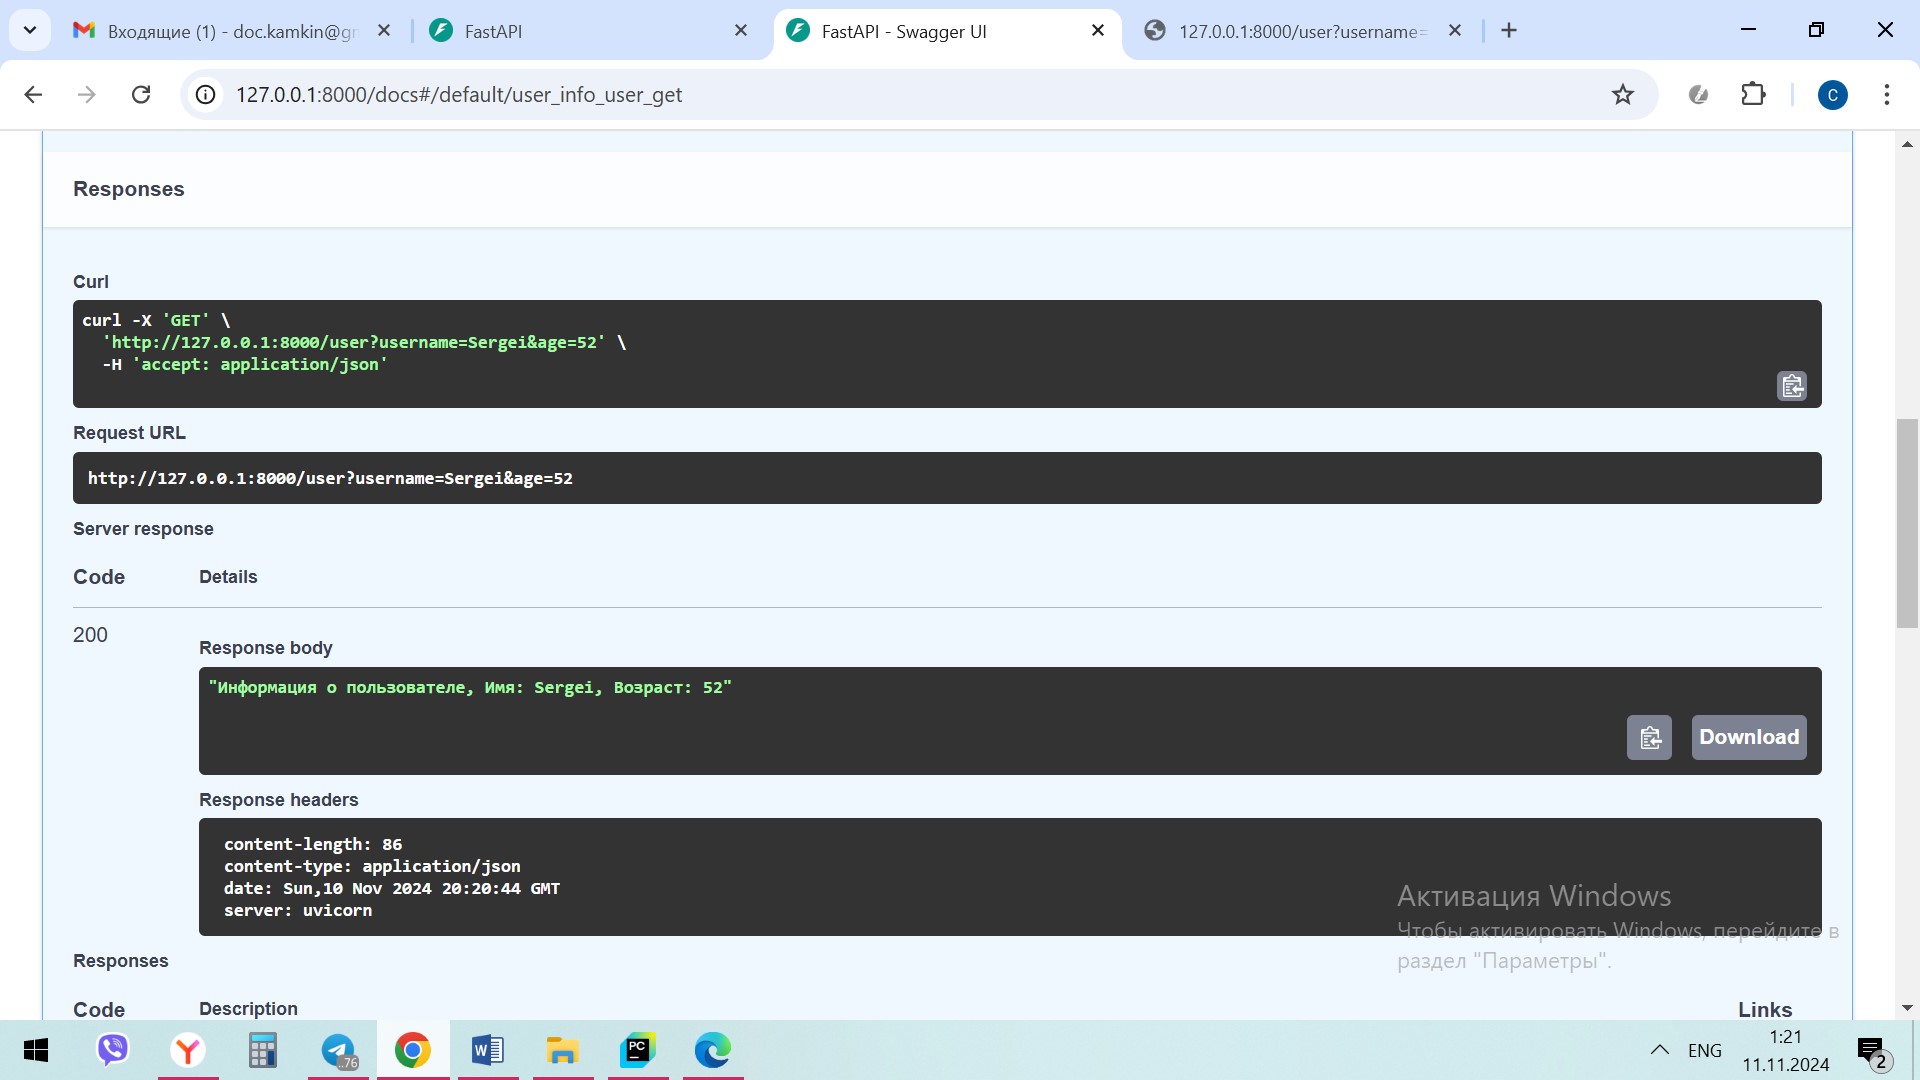 Входящие (1) - doc.kamkin@gr
FastAPI
FastAPI - Swagger UI
127.0.0.1:8000/user?username=
127.0.0.1:8000/docs#/default/user_info_user_get
C
Responses
Curl
curl -X 'GET' \
'http://127.0.0.1:8000/user?username=Sergei&age=52' \
-H 'accept: application/json'
Request URL
http://127.0.0.1:8000/user?username=Sergei&age=52
Server response
Code Details
200
Response body
"Информация о пользователе, Имя: Sergei, Возраст: 52"
Download
Response headers
content-length: 86
content-type: application/json
date: Sun,10 Nov 2024 20:20:44 GMT
server: uvicorn
Активация Windows
Чтобы активировать Windows, перейдите в
раздел "Параметры".
Responses
Code Description Links
76
W
PC
ENG
1:21
11.11.2024
2